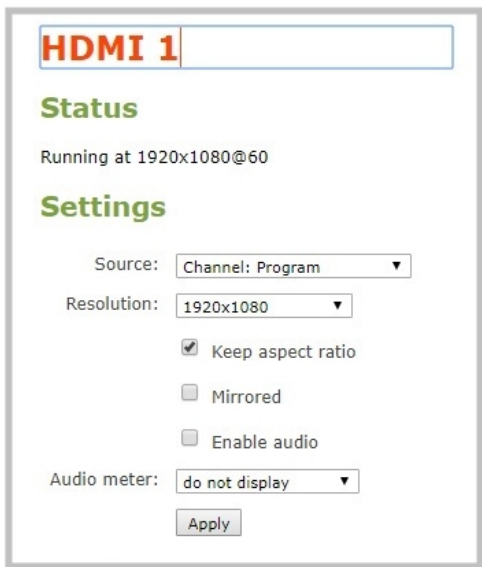 HDMI 1
Status
Running at 1920x1080@60
Settings
Source: Channel: Program
Resolution: 1920x1080
Keep aspect ratio
Mirrored
Enable audio
Audio meter: do not display
Apply